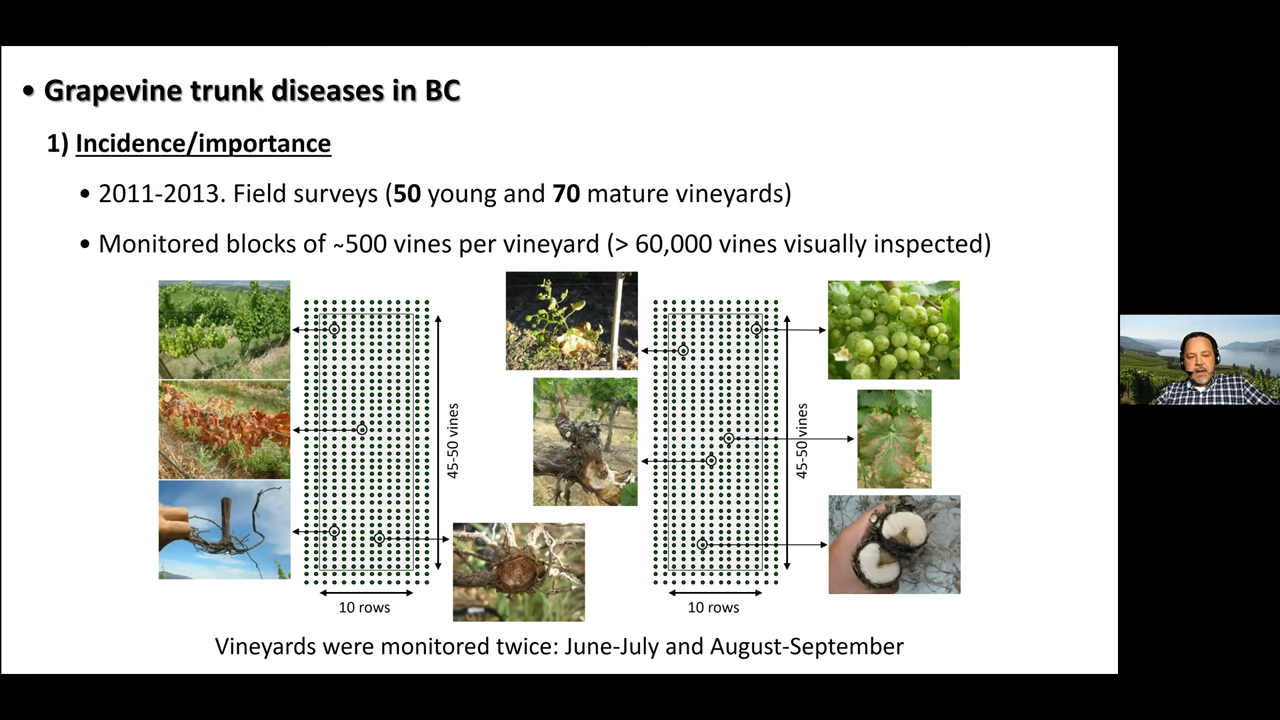 • Grapevine trunk diseases in BC
1) Incidence/importance
• 2011-2013. Field surveys (50 young and 70 mature vineyards)
• Monitored blocks of ~500 vines per vineyard (> 60,000 vines visually inspected)
45-50 vines
10 rows
45-50 vines
10 rows
Vineyards were monitored twice: June-July and August-September